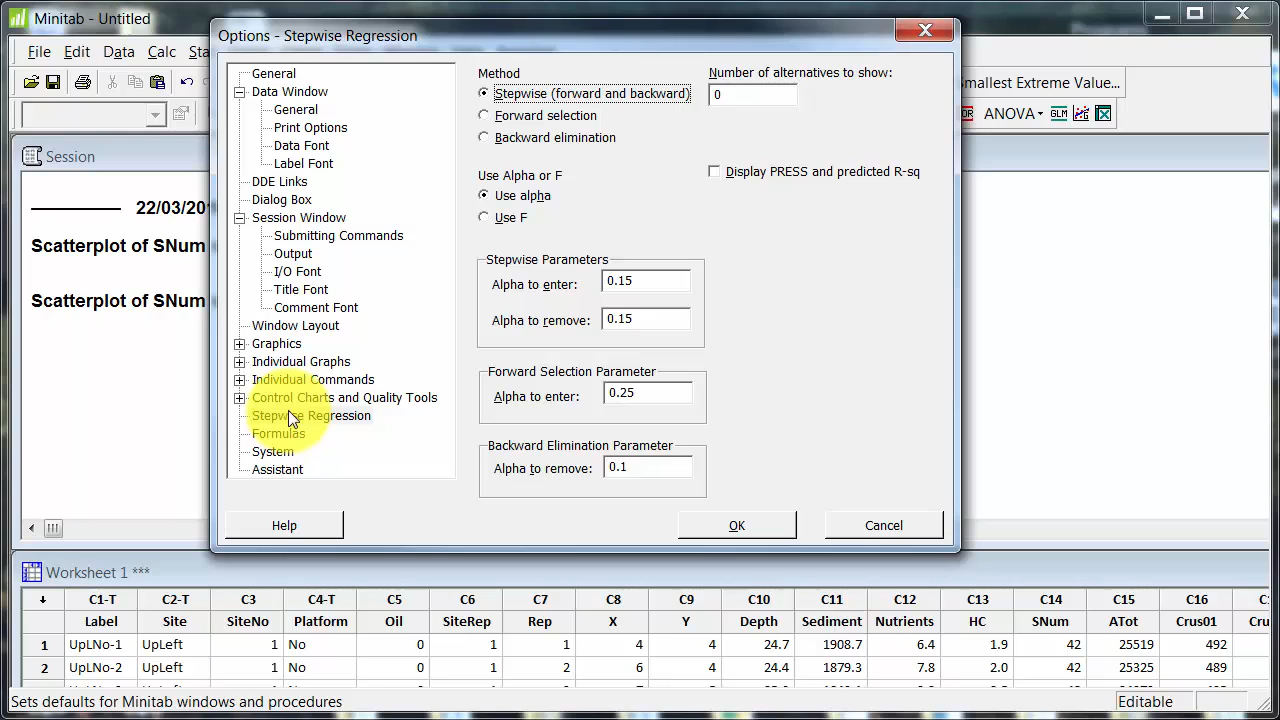 Minitab - Untitled
Options - Stepwise Regression
File Edit Data Calc Sta
Smallest Extreme Value...
ANOVA
GLM
Session
22/03/20
Scatterplot of SNum
Scatterplot of SNum
General
Data Window
General
Print Options
Data Font
Label Font
DDE Links
Dialog Box
Session Window
Submitting Commands
Output
I/O Font
Title Font
Comment Font
Window Layout
Graphics
Individual Graphs
Individual Commands
Control Charts and Quality Tools
Stepwise Regression
Formulas
System
Assistant
Method
Stepwise (forward and backward)
Forward selection
Backward elimination
Number of alternatives to show:
0
Display PRESS and predicted R-sq
Use Alpha or F
Use alpha
Use F
Stepwise Parameters
Alpha to enter: 0.15
Alpha to remove: 0.15
Forward Selection Parameter
Alpha to enter: 0.25
Backward Elimination Parameter
Alpha to remove: 0.1
Help OK Cancel
Worksheet 1 ***
C1-T C2-T C3 C4-T C5 C6 C7 C8 C9 C10 C11 C12 C13 C14 C15 C16
Label Site SiteNo Platform Oil SiteRep Rep X Y Depth Sediment Nutrients HC SNum ATot Crus01 Cru
1 UpLNo-1 UpLeft 1 No 0 1 1 4 4 24.7 1908.7 6.4 1.9 42 25519 492
2 UpLNo-2 UpLeft 1 No 0 1 2 6 4 24.4 1879.3 7.8 2.0 42 25325 489
Sets defaults for Minitab windows and procedures
Editable